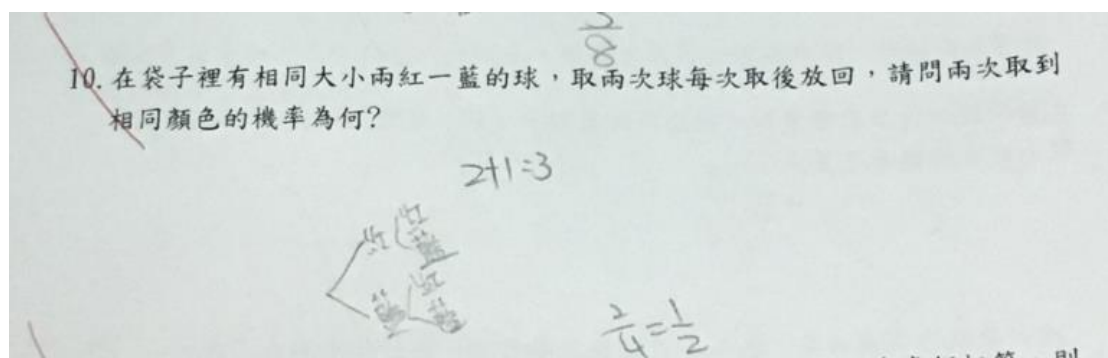 8
10. 在袋子裡有相同大小兩紅一藍的球，取兩次球每次取後放回，請問兩次取到
相同顏色的機率為何?
2+1=3
紅 紅
藍
藍 紅
藍
2/4=1/2